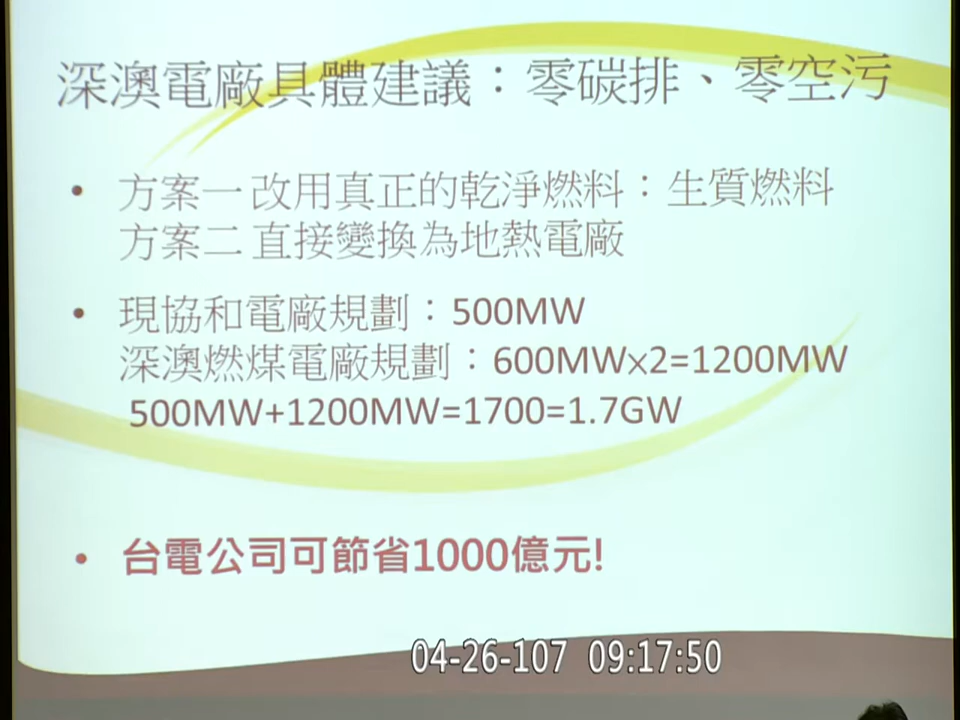 深澳電廠具體建議：零碳排、零空污
• 方案一 改用真正的乾淨燃料：生質燃料
方案二 直接變換為地熱電廠
• 現協和電廠規劃：500MW
深澳燃煤電廠規劃：600MWx2=1200MW
500MW+1200MW=1700=1.7GW
• 台電公司可節省1000億元!
04-26-107 09:17:50